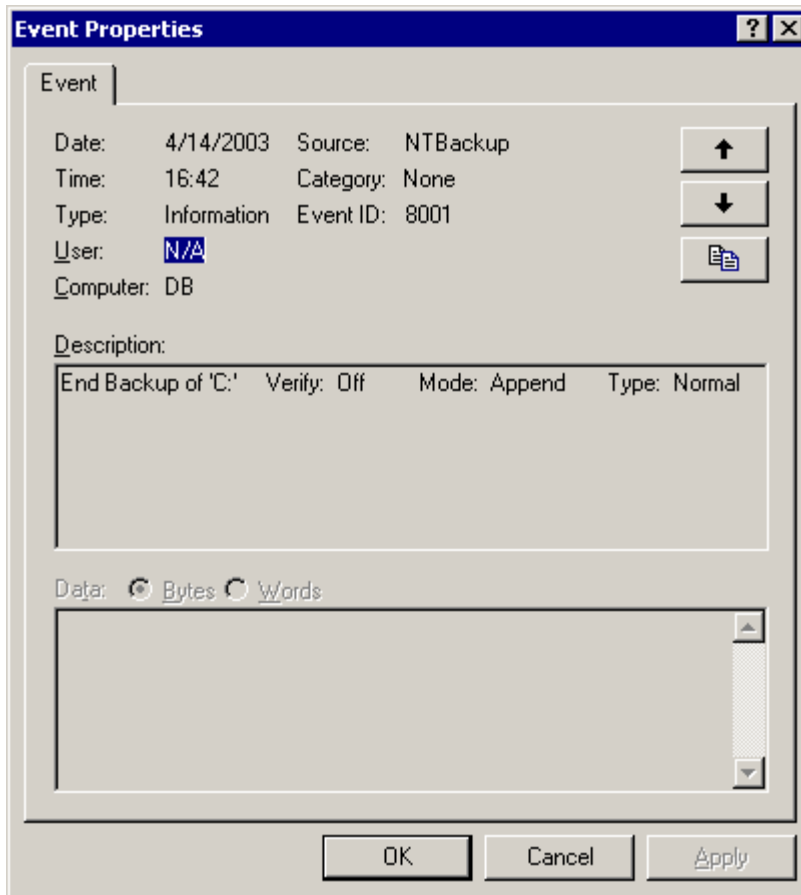 Event Properties
Event
Date: 4/14/2003 Source: NTBackup
Time: 16:42 Category: None
Type: Information Event ID: 8001
User: N/A
Computer: DB
Description:
End Backup of 'C:' Verify: Off Mode: Append Type: Normal
Data: Bytes Words
OK Cancel Apply